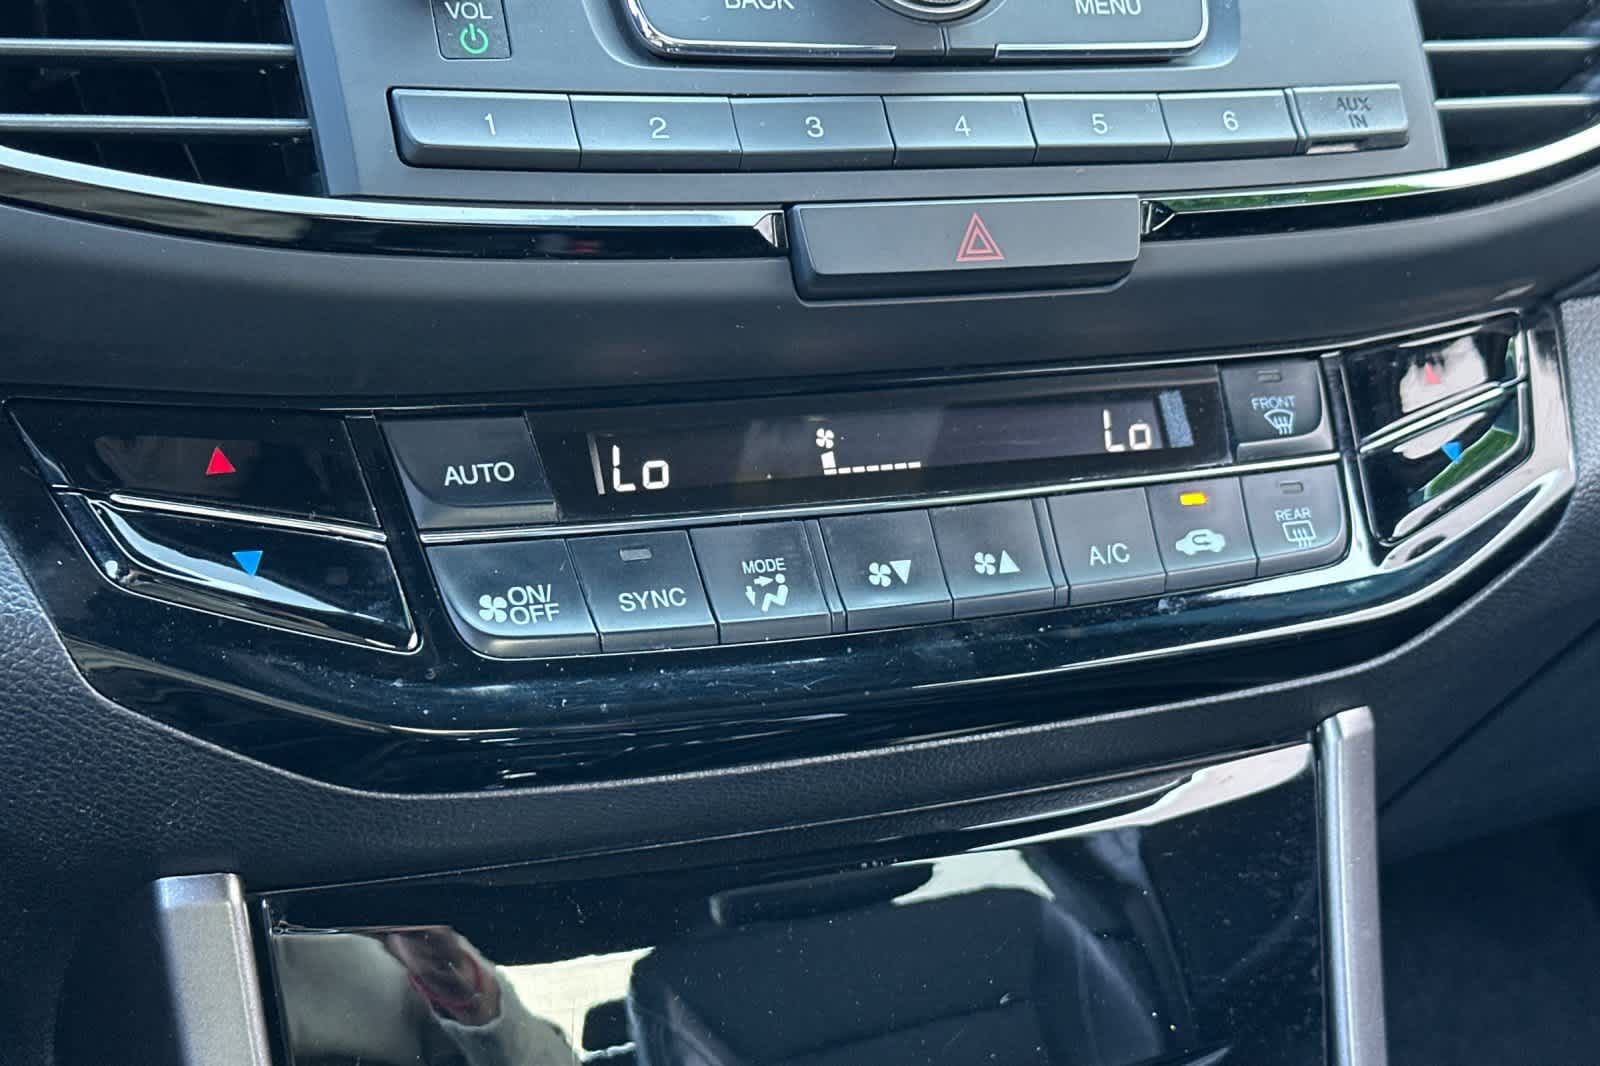 VOL
BACK
MENU
1
2
3
4
5
6
AUX
IN
AUTO
Lo
Lo
FRONT
ON/
OFF
SYNC
MODE
A/C
REAR